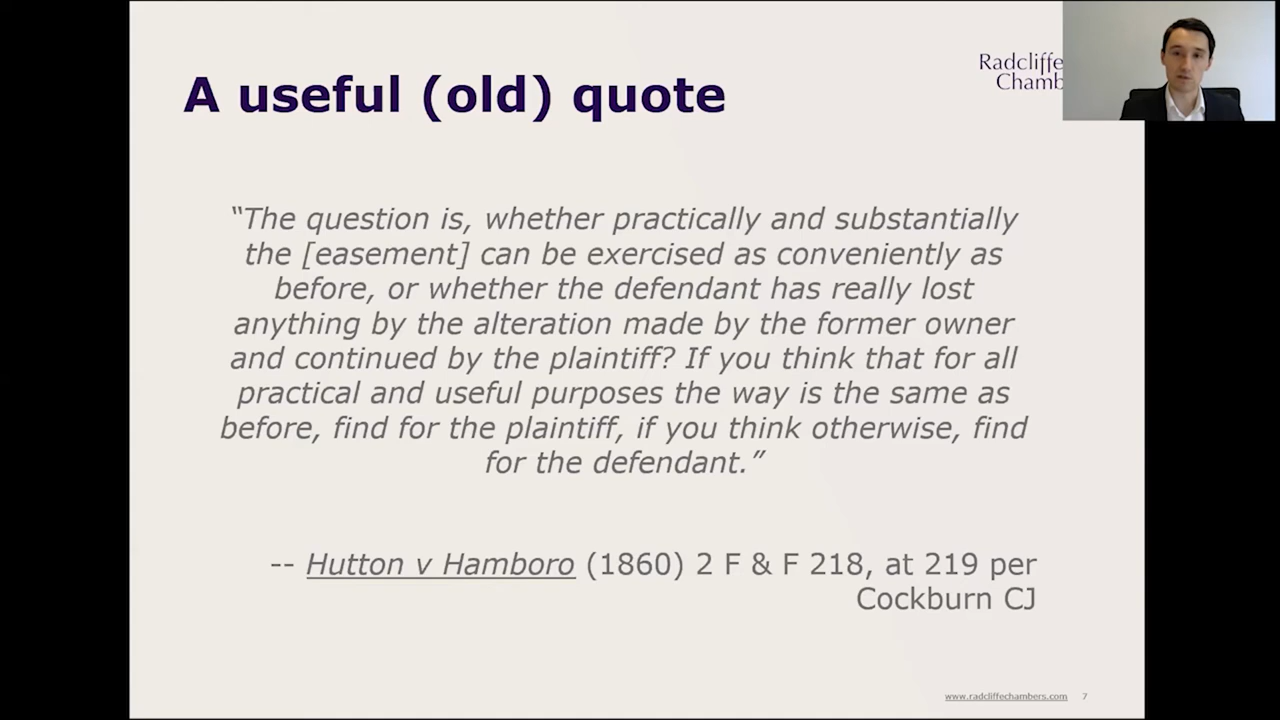 A useful (old) quote
Radcliffe
Chamb
“The question is, whether practically and substantially
the [easement] can be exercised as conveniently as
before, or whether the defendant has really lost
anything by the alteration made by the former owner
and continued by the plaintiff? If you think that for all
practical and useful purposes the way is the same as
before, find for the plaintiff, if you think otherwise, find
for the defendant.”
-- Hutton v Hamboro (1860) 2 F & F 218, at 219 per
Cockburn CJ
www.radcliffechambers.com 7